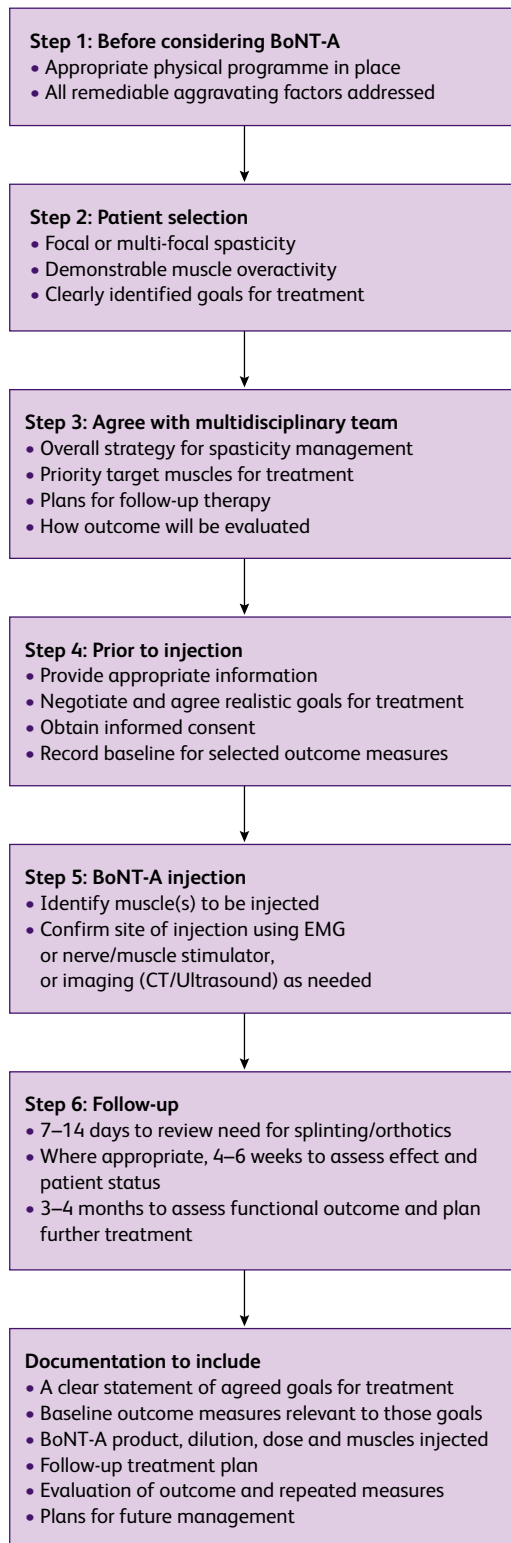 Step 1: Before considering BoNT-A
• Appropriate physical programme in place
• All remediable aggravating factors addressed
Step 2: Patient selection
• Focal or multi-focal spasticity
• Demonstrable muscle overactivity
• Clearly identified goals for treatment
Step 3: Agree with multidisciplinary team
• Overall strategy for spasticity management
• Priority target muscles for treatment
• Plans for follow-up therapy
• How outcome will be evaluated
Step 4: Prior to injection
• Provide appropriate information
• Negotiate and agree realistic goals for treatment
• Obtain informed consent
• Record baseline for selected outcome measures
Step 5: BoNT-A injection
• Identify muscle(s) to be injected
• Confirm site of injection using EMG
or nerve/muscle stimulator,
or imaging (CT/Ultrasound) as needed
Step 6: Follow-up
• 7–14 days to review need for splinting/orthotics
• Where appropriate, 4–6 weeks to assess effect and
patient status
• 3–4 months to assess functional outcome and plan
further treatment
Documentation to include
• A clear statement of agreed goals for treatment
• Baseline outcome measures relevant to those goals
• BoNT-A product, dilution, dose and muscles injected
• Follow-up treatment plan
• Evaluation of outcome and repeated measures
• Plans for future management